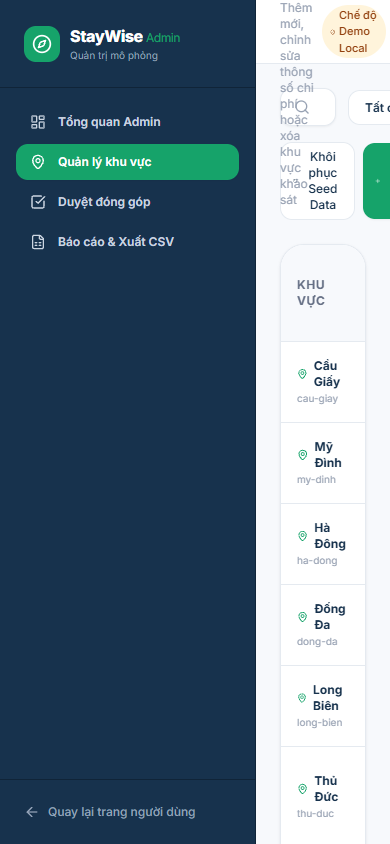 StayWise Admin
Quản trị mô phỏng
Tổng quan Admin
Quản lý khu vực
Duyệt đóng góp
Báo cáo & Xuất CSV
Quay lại trang người dùng
Thêm
mới,
chỉnh
sửa
thông
số chi
phí
hoặc
xóa
khu
vực
khảo
sát
Chế độ
Demo
Local
Tất
Khôi
phục
Seed
Data
KHU
VỰC
Cầu
Giấy
cau-giay
Mỹ
Đình
my-dinh
Hà
Đông
ha-dong
Đống
Đa
dong-da
Long
Biên
long-bien
Thủ
Đức
thu-duc